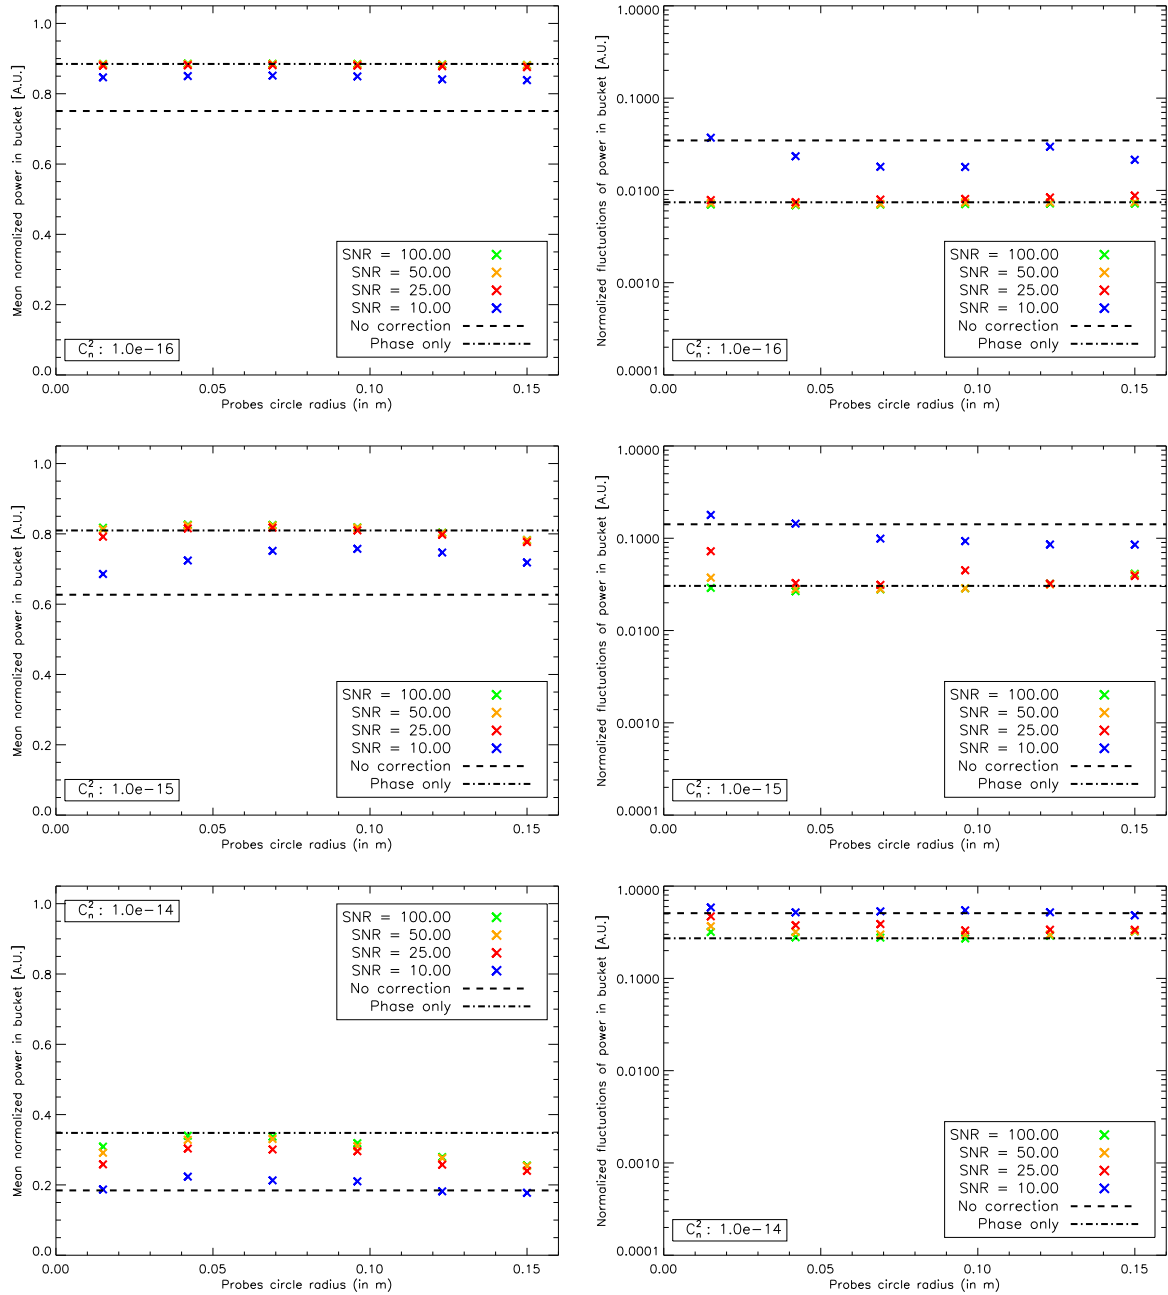 Mean normalized power in bucket [A.U.]
1.0
0.8
0.6
0.4
0.2
0.0
SNR = 100.00
SNR = 50.00
SNR = 25.00
SNR = 10.00
No correction
Phase only
C²ₙ: 1.0e−16
0.00 0.05 0.10 0.15
Probes circle radius (in m)
Normalized fluctuations of power in bucket [A.U.]
1.0000
0.1000
0.0100
0.0010
0.0001
SNR = 100.00
SNR = 50.00
SNR = 25.00
SNR = 10.00
No correction
Phase only
C²ₙ: 1.0e−16
0.00 0.05 0.10 0.15
Probes circle radius (in m)
Mean normalized power in bucket [A.U.]
1.0
0.8
0.6
0.4
0.2
0.0
SNR = 100.00
SNR = 50.00
SNR = 25.00
SNR = 10.00
No correction
Phase only
C²ₙ: 1.0e−15
0.00 0.05 0.10 0.15
Probes circle radius (in m)
Normalized fluctuations of power in bucket [A.U.]
1.0000
0.1000
0.0100
0.0010
0.0001
SNR = 100.00
SNR = 50.00
SNR = 25.00
SNR = 10.00
No correction
Phase only
C²ₙ: 1.0e−15
0.00 0.05 0.10 0.15
Probes circle radius (in m)
Mean normalized power in bucket [A.U.]
1.0
0.8
0.6
0.4
0.2
0.0
C²ₙ: 1.0e−14
SNR = 100.00
SNR = 50.00
SNR = 25.00
SNR = 10.00
No correction
Phase only
0.00 0.05 0.10 0.15
Probes circle radius (in m)
Normalized fluctuations of power in bucket [A.U.]
1.0000
0.1000
0.0100
0.0010
0.0001
SNR = 100.00
SNR = 50.00
SNR = 25.00
SNR = 10.00
No correction
Phase only
C²ₙ: 1.0e−14
0.00 0.05 0.10 0.15
Probes circle radius (in m)